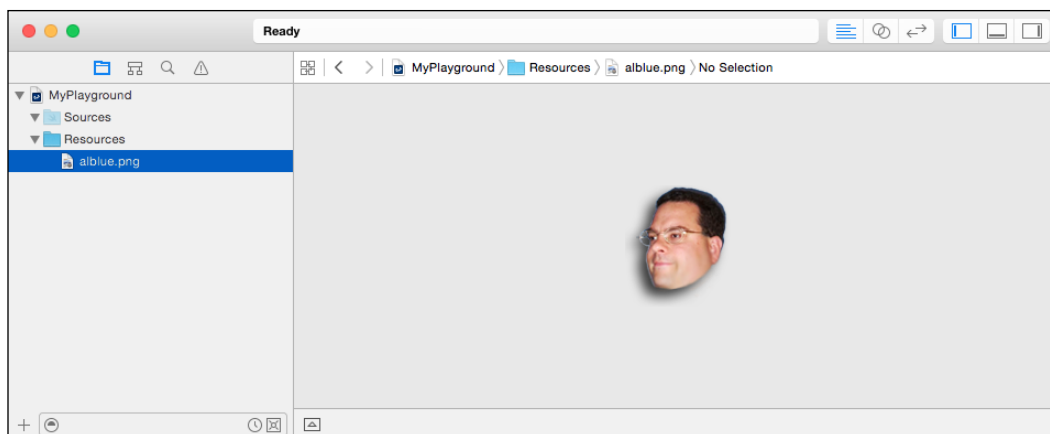 Ready
MyPlayground Resources alblue.png No Selection
MyPlayground
Sources
Resources
alblue.png